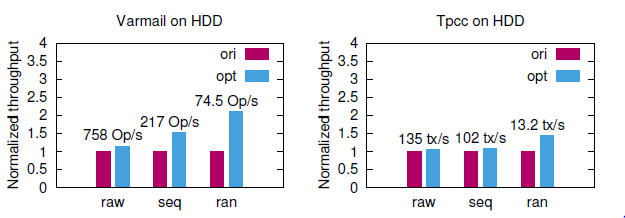 Varmail on HDD
Normalized throughput
4
3.5
3
2.5
2
1.5
1
0.5
0
ori
opt
758 Op/s
217 Op/s
74.5 Op/s
raw
seq
ran
Tpcc on HDD
Normalized throughput
4
3.5
3
2.5
2
1.5
1
0.5
0
ori
opt
135 tx/s
102 tx/s
13.2 tx/s
raw
seq
ran